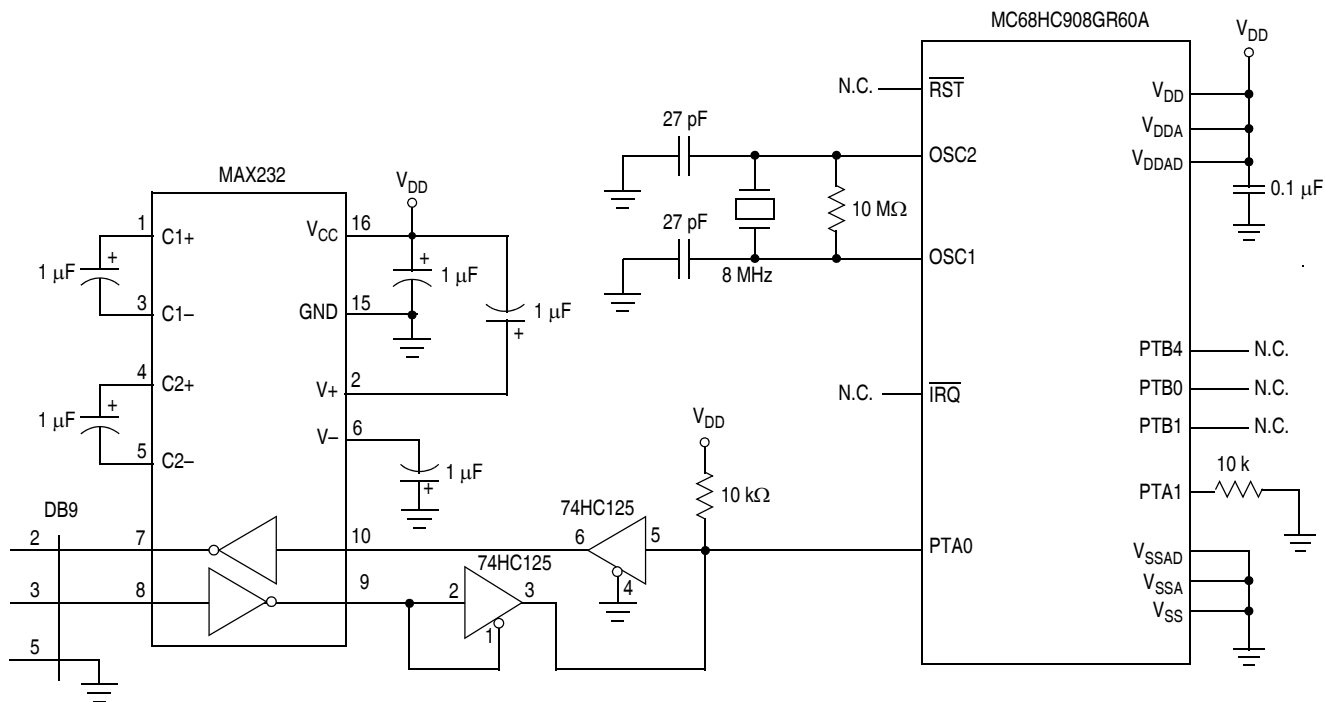 MC68HC908GR60A
VDD
N.C.
RST
VDD
27 pF
VDDA
OSC2
VDDAD
MAX232
VDD
10 MΩ
0.1 µF
27 pF
1
C1+
VCC
16
OSC1
8 MHz
1 µF
+
+
1 µF
3
C1–
GND
15
1 µF
+
4
C2+
V+
2
PTB4
N.C.
N.C.
IRQ
PTB0
N.C.
1 µF
+
VDD
PTB1
N.C.
V–
6
5
C2–
1 µF
+
10 k
10 kΩ
PTA1
DB9
74HC125
2
7
10
6
5
PTA0
4
74HC125
VSSAD
3
8
9
2
3
VSSA
1
VSS
5